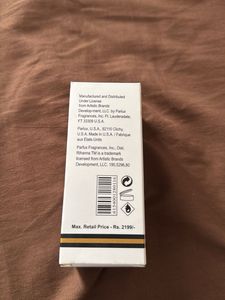 Manufactured and Distributed
Under License
from Artistic Brands
Development, LLC. by Parlux
Fragrances, Inc. Ft. Lauderdale,
FT 33309 U.S.A.
Parlux, U.S.A., 92110 Clichy,
U.S. Made in U.S.A. / Fabrique
aux Etats-Unis
Parlux Fragrances, Inc., Dist.
Rihanna TM is a trademark
licensed from Artistic Brands
Development, LLC.
Max. Retail Price - Rs. 2199/-